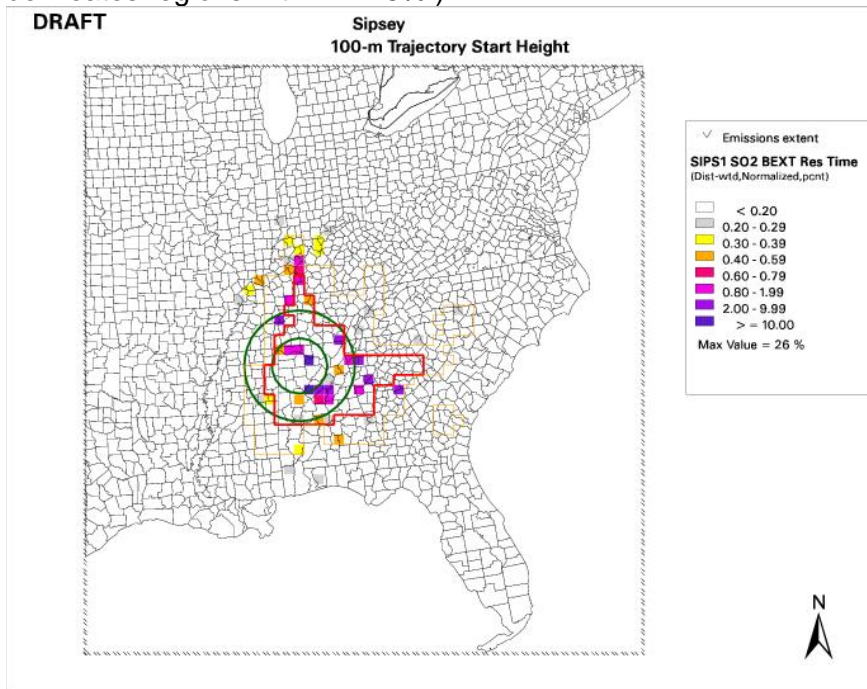 DRAFT
Sipsey
100-m Trajectory Start Height
Emissions extent
SIPS1 SO2 BEXT Res Time
(Dist-wtd,Normalized,pcnt)
< 0.20
0.20 - 0.29
0.30 - 0.39
0.40 - 0.59
0.60 - 0.79
0.80 - 1.99
2.00 - 9.99
> = 10.00
Max Value = 26 %
N